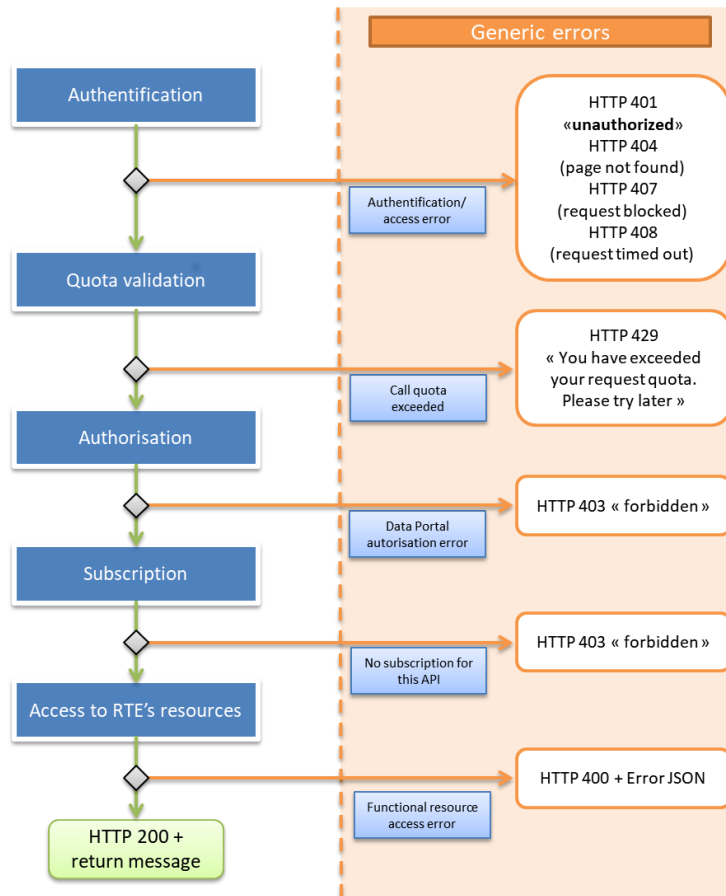 Generic errors
Authentification
HTTP 401
«unauthorized»
HTTP 404
(page not found)
HTTP 407
(request blocked)
HTTP 408
(request timed out)
Authentification/
access error
Quota validation
HTTP 429
« You have exceeded
your request quota.
Please try later »
Call quota
exceeded
Authorisation
HTTP 403 « forbidden »
Data Portal
autorisation error
Subscription
HTTP 403 « forbidden »
No subscription for
this API
Access to RTE’s resources
HTTP 400 + Error JSON
Functional resource
access error
HTTP 200 +
return message